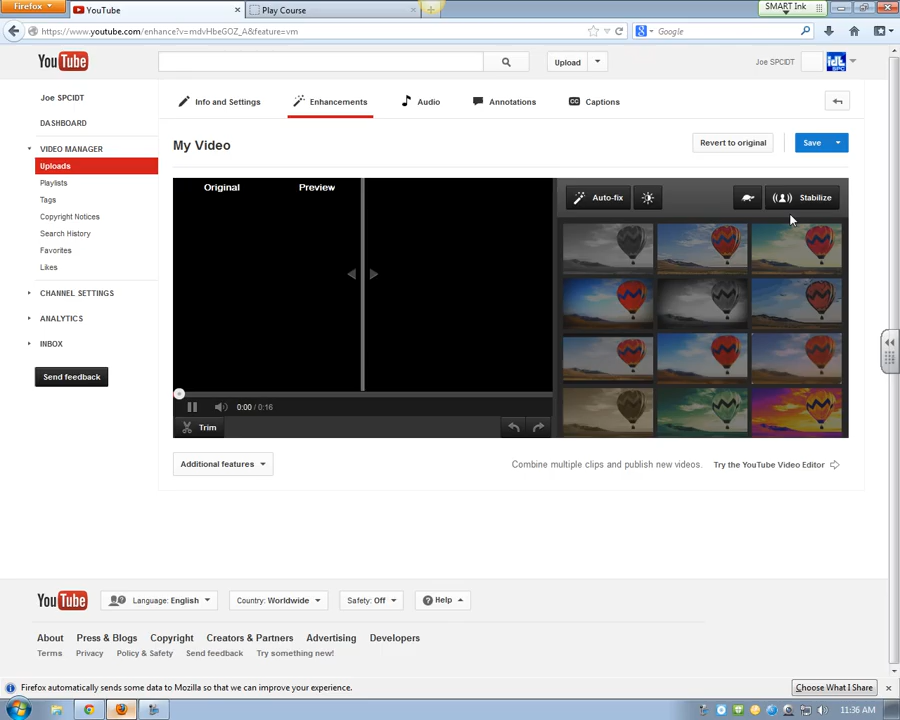 Firefox
YouTube
Play Course
SMART Ink
https://www.youtube.com/enhance?v=mdvHbeGOZ_A&feature=vm
Google
YouTube
Upload
Joe SPCIDT
idt
SPC
Joe SPCIDT
DASHBOARD
VIDEO MANAGER
Uploads
Playlists
Tags
Copyright Notices
Search History
Favorites
Likes
CHANNEL SETTINGS
ANALYTICS
INBOX
Send feedback
Info and Settings
Enhancements
Audio
CC Captions
Annotations
My Video
Revert to original
Save
Original
Preview
Auto-fix
Stabilize
0:00 / 0:16
Trim
Additional features
Combine multiple clips and publish new videos.
Try the YouTube Video Editor
YouTube
Language: English
Country: Worldwide
Safety: Off
Help
About
Press & Blogs
Copyright
Creators & Partners
Advertising
Developers
Terms
Privacy
Policy & Safety
Send feedback
Try something new!
Firefox automatically sends some data to Mozilla so that we can improve your experience.
Choose What I Share
11:36 AM